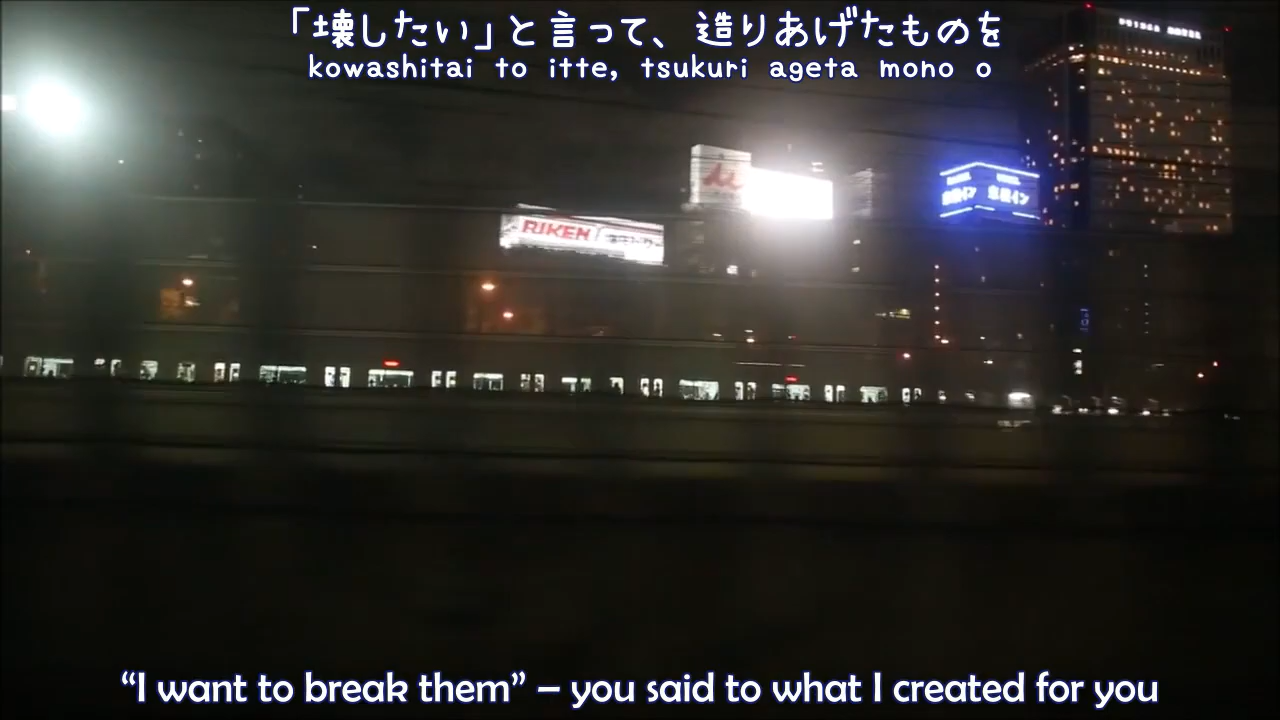 「壊したい」と言って、造りあげたものを
kowashitai to itte, tsukuri ageta mono o
RIKEN
“I want to break them” – you said to what I created for you